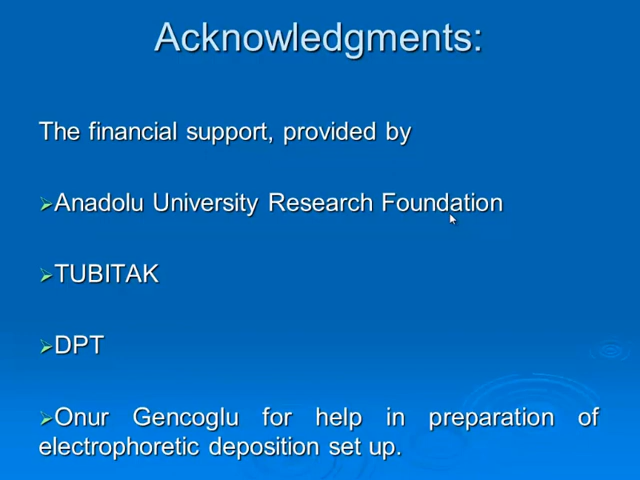 Acknowledgments:
The financial support, provided by
➢Anadolu University Research Foundation
➢TUBITAK
➢DPT
➢Onur Gencoglu for help in preparation of
electrophoretic deposition set up.